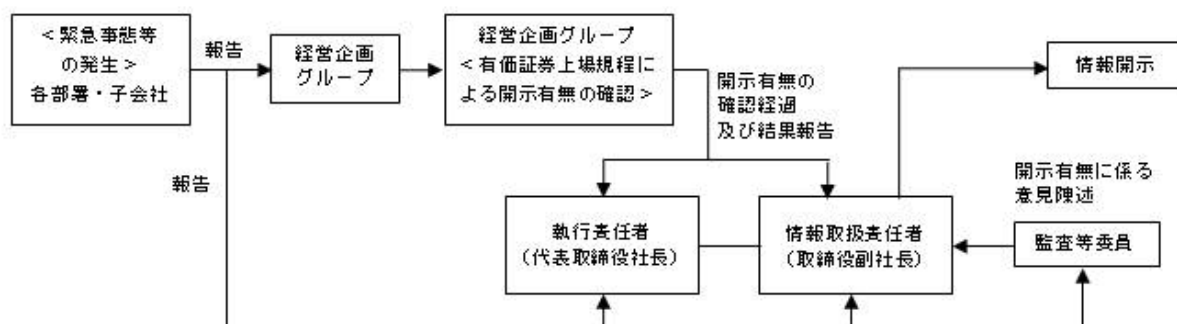 ＜緊急事態等
の発生＞
各部署・子会社
報告
経営企画
グループ
経営企画グループ
＜有価証券上場規程に
よる開示有無の確認＞
開示有無の
確認経過
及び結果報告
情報開示
報告
執行責任者
（代表取締役社長）
情報取扱責任者
（取締役副社長）
開示有無に係る
意見陳述
監査等委員